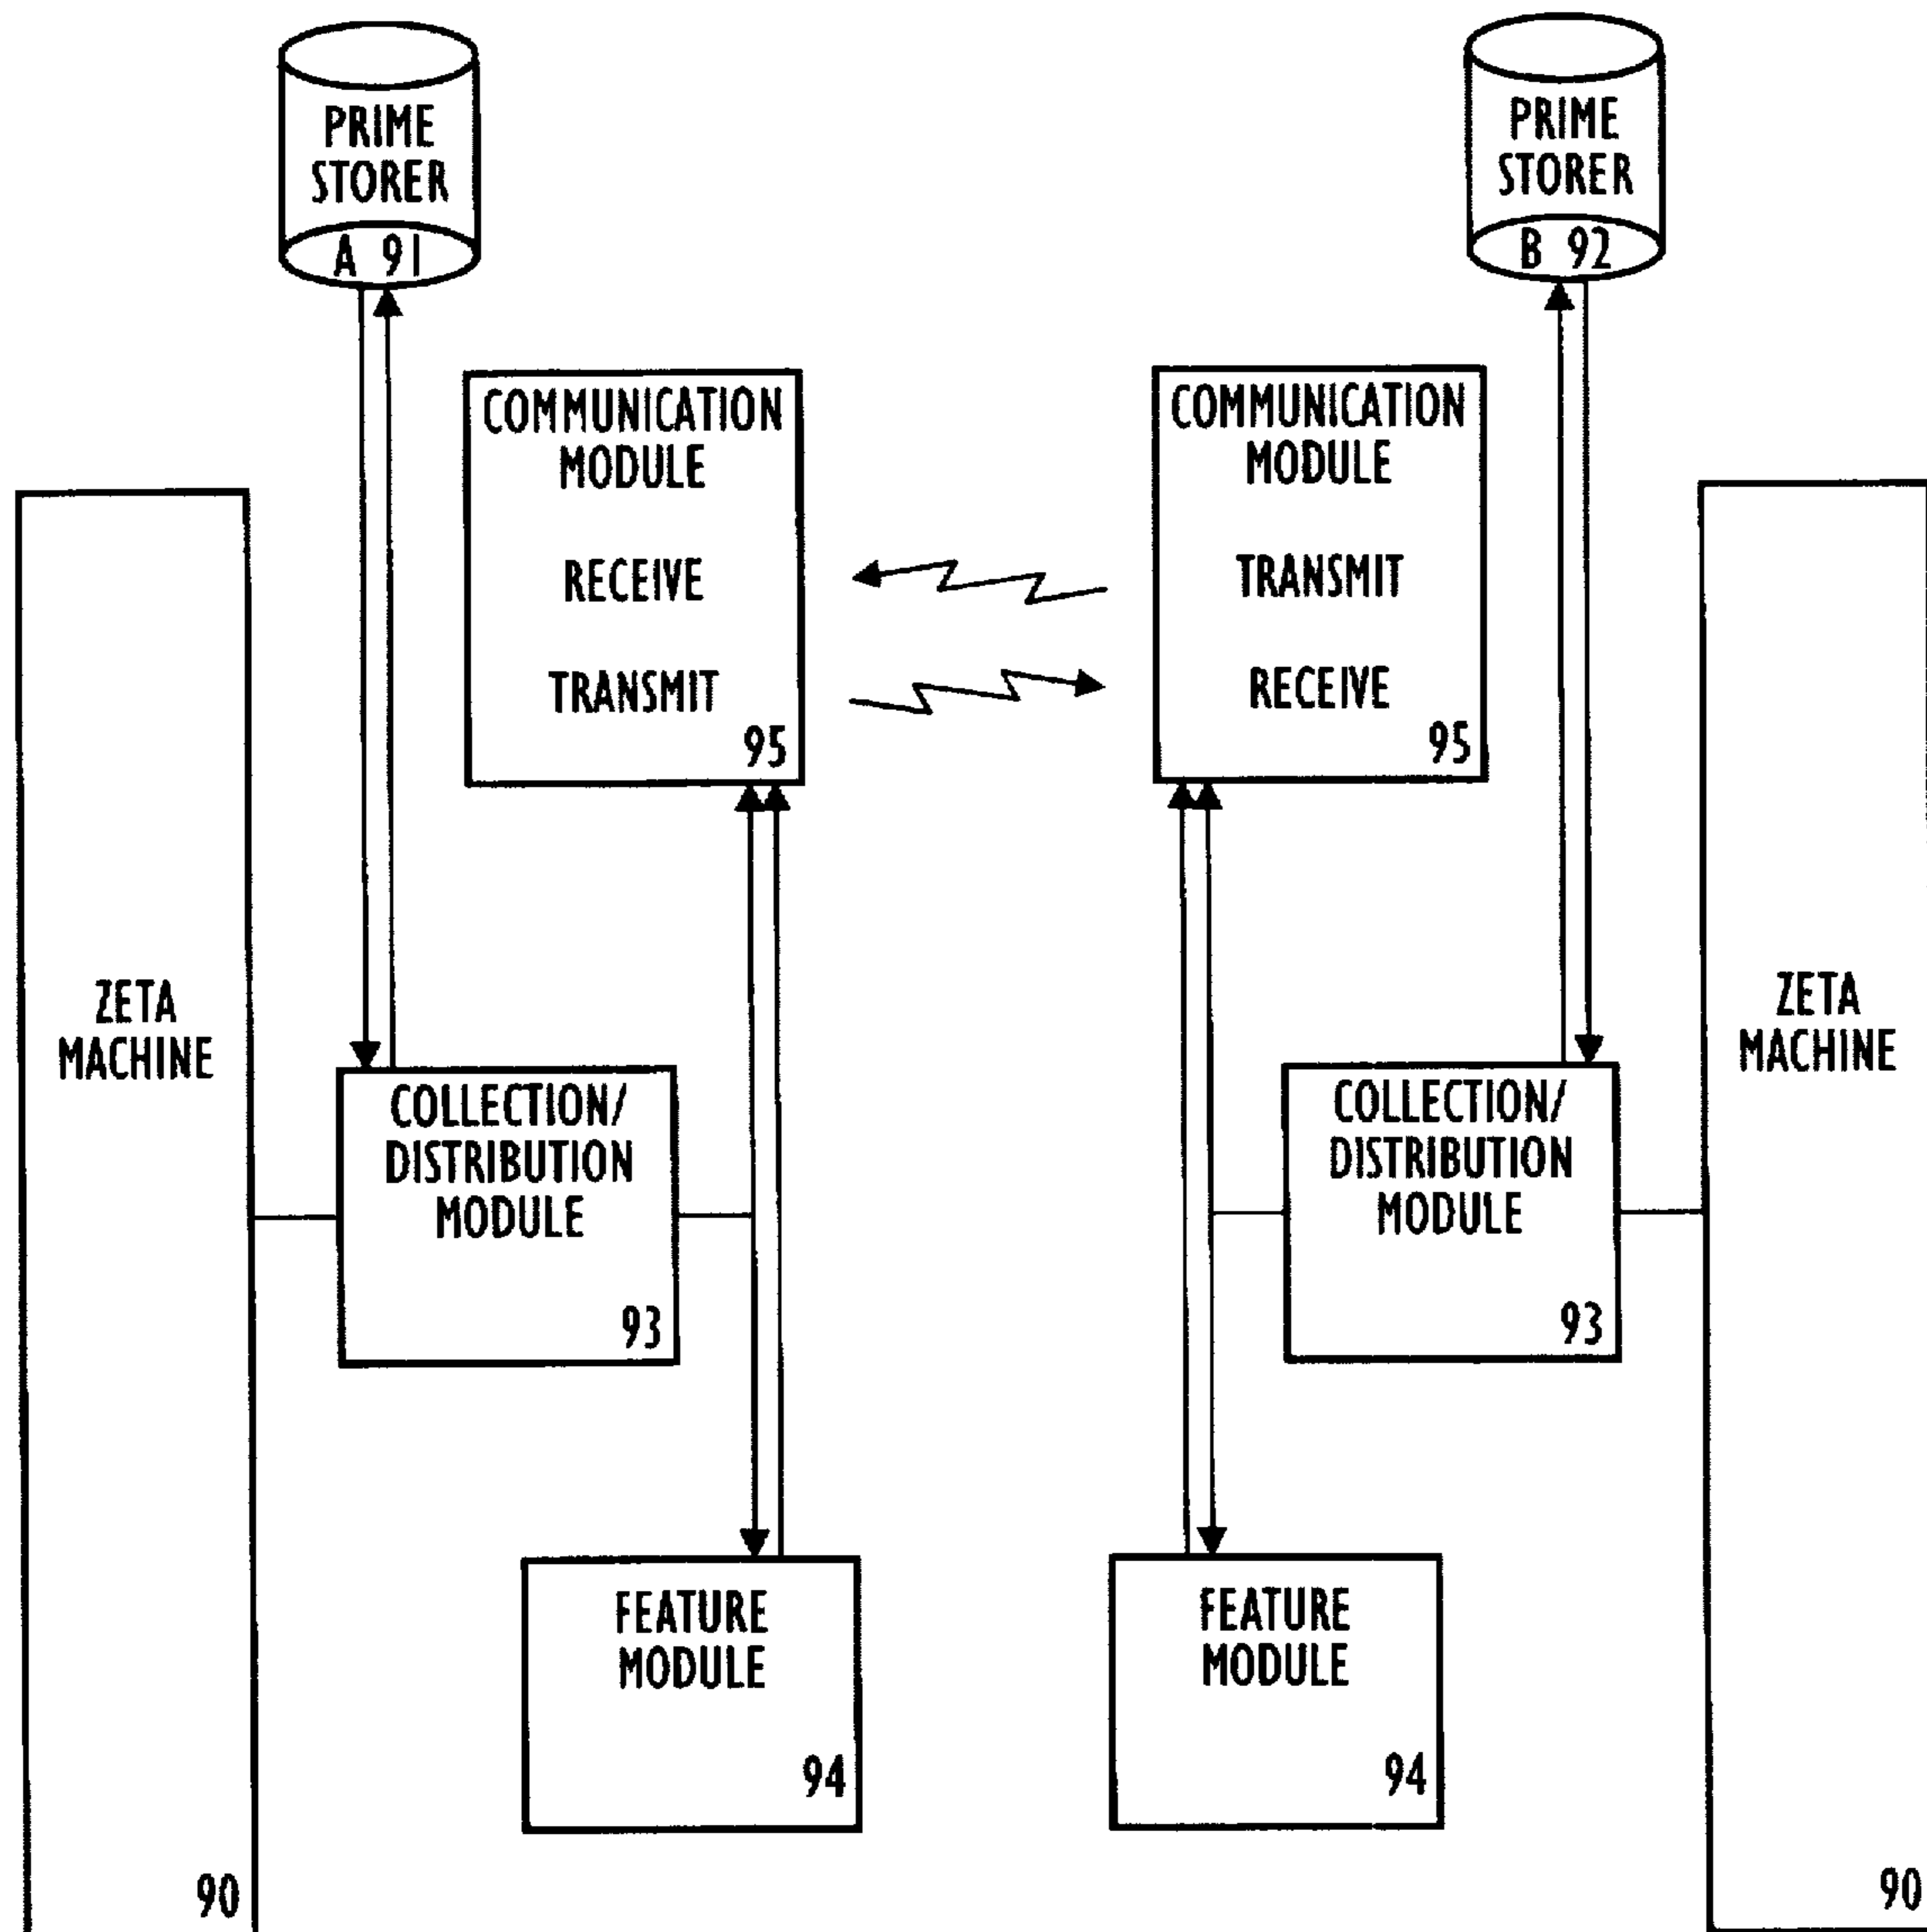 PRIME
STORER
A 91
PRIME
STORER
B 92
COMMUNICATION
MODULE
RECEIVE
TRANSMIT
95
COMMUNICATION
MODULE
TRANSMIT
RECEIVE
95
ZETA
MACHINE
90
COLLECTION/
DISTRIBUTION
MODULE
93
COLLECTION/
DISTRIBUTION
MODULE
93
ZETA
MACHINE
90
FEATURE
MODULE
94
FEATURE
MODULE
94